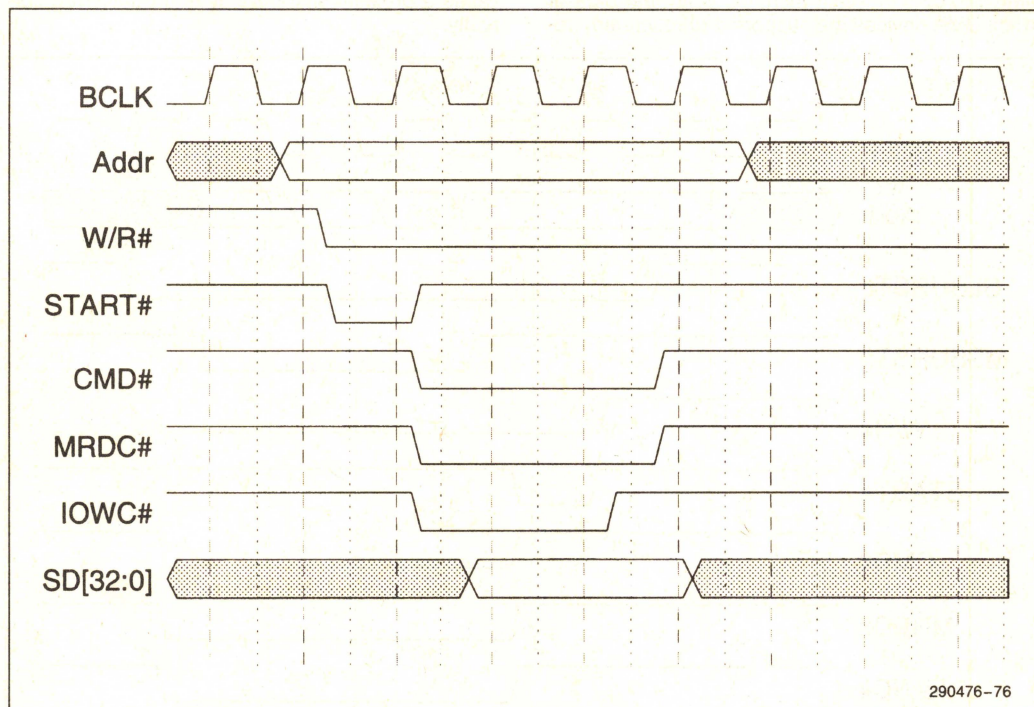 BCLK
Addr
W/R#
START#
CMD#
MRDC#
IOWC#
SD[32:0]
290476-76